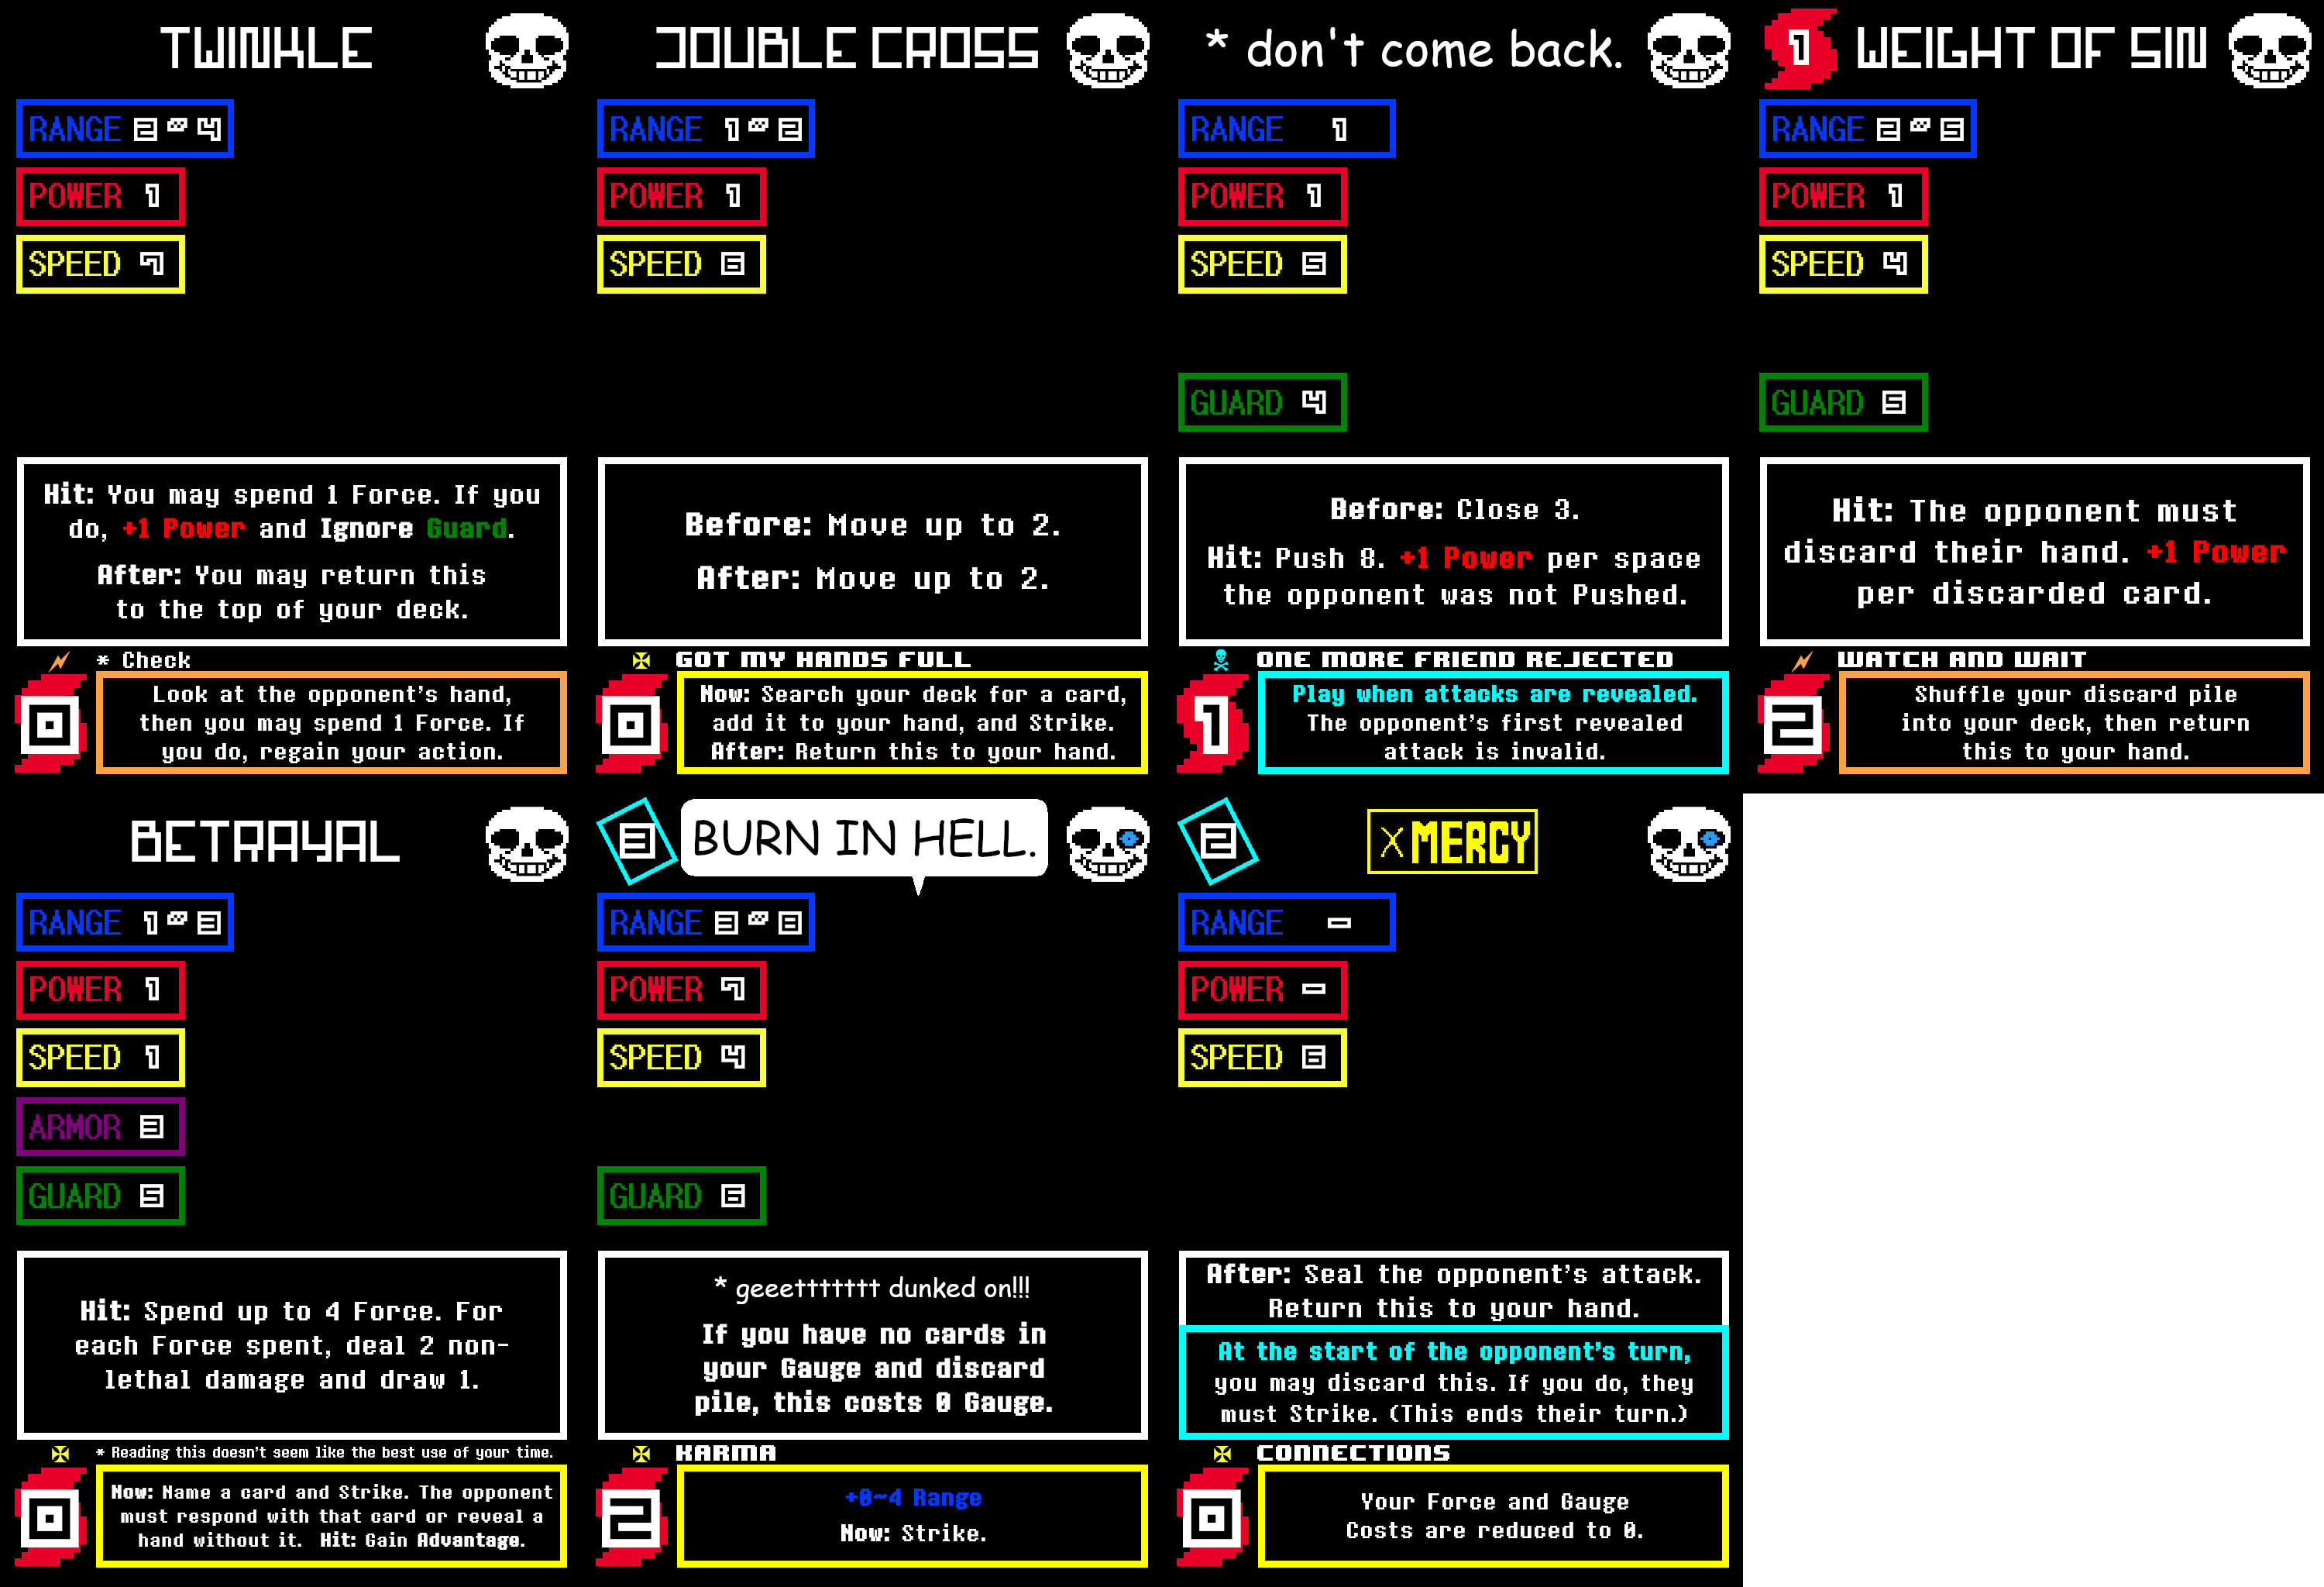 TWINKLE
RANGE 2~4
POWER 1
SPEED 7
Hit: You may spend 1 Force. If you
do, +1 Power and Ignore Guard.
After: You may return this
to the top of your deck.
* Check
0
Look at the opponent's hand,
then you may spend 1 Force. If
you do, regain your action.
DOUBLE CROSS
RANGE 1~2
POWER 1
SPEED 6
Before: Move up to 2.
After: Move up to 2.
GOT MY HANDS FULL
0
Now: Search your deck for a card,
add it to your hand, and Strike.
After: Return this to your hand.
* don't come back.
RANGE 1
POWER 1
SPEED 5
GUARD 4
Before: Close 3.
Hit: Push 8. +1 Power per space
the opponent was not Pushed.
ONE MORE FRIEND REJECTED
1
Play when attacks are revealed.
The opponent's first revealed
attack is invalid.
1
WEIGHT OF SIN
RANGE 2~5
POWER 1
SPEED 4
GUARD 5
Hit: The opponent must
discard their hand. +1 Power
per discarded card.
WATCH AND WAIT
2
Shuffle your discard pile
into your deck, then return
this to your hand.
BETRAYAL
RANGE 1~3
POWER 1
SPEED 1
ARMOR 3
GUARD 5
Hit: Spend up to 4 Force. For
each Force spent, deal 2 non-
lethal damage and draw 1.
* Reading this doesn't seem like the best use of your time.
0
Now: Name a card and Strike. The opponent
must respond with that card or reveal a
hand without it. Hit: Gain Advantage.
3
BURN IN HELL.
RANGE 3~8
POWER 7
SPEED 4
GUARD 6
* geeettttttt dunked on!!!
If you have no cards in
your Gauge and discard
pile, this costs 0 Gauge.
KARMA
2
+0~4 Range
Now: Strike.
2
MERCY
RANGE -
POWER -
SPEED 6
After: Seal the opponent's attack.
Return this to your hand.
At the start of the opponent's turn,
you may discard this. If you do, they
must Strike. (This ends their turn.)
CONNECTIONS
0
Your Force and Gauge
Costs are reduced to 0.